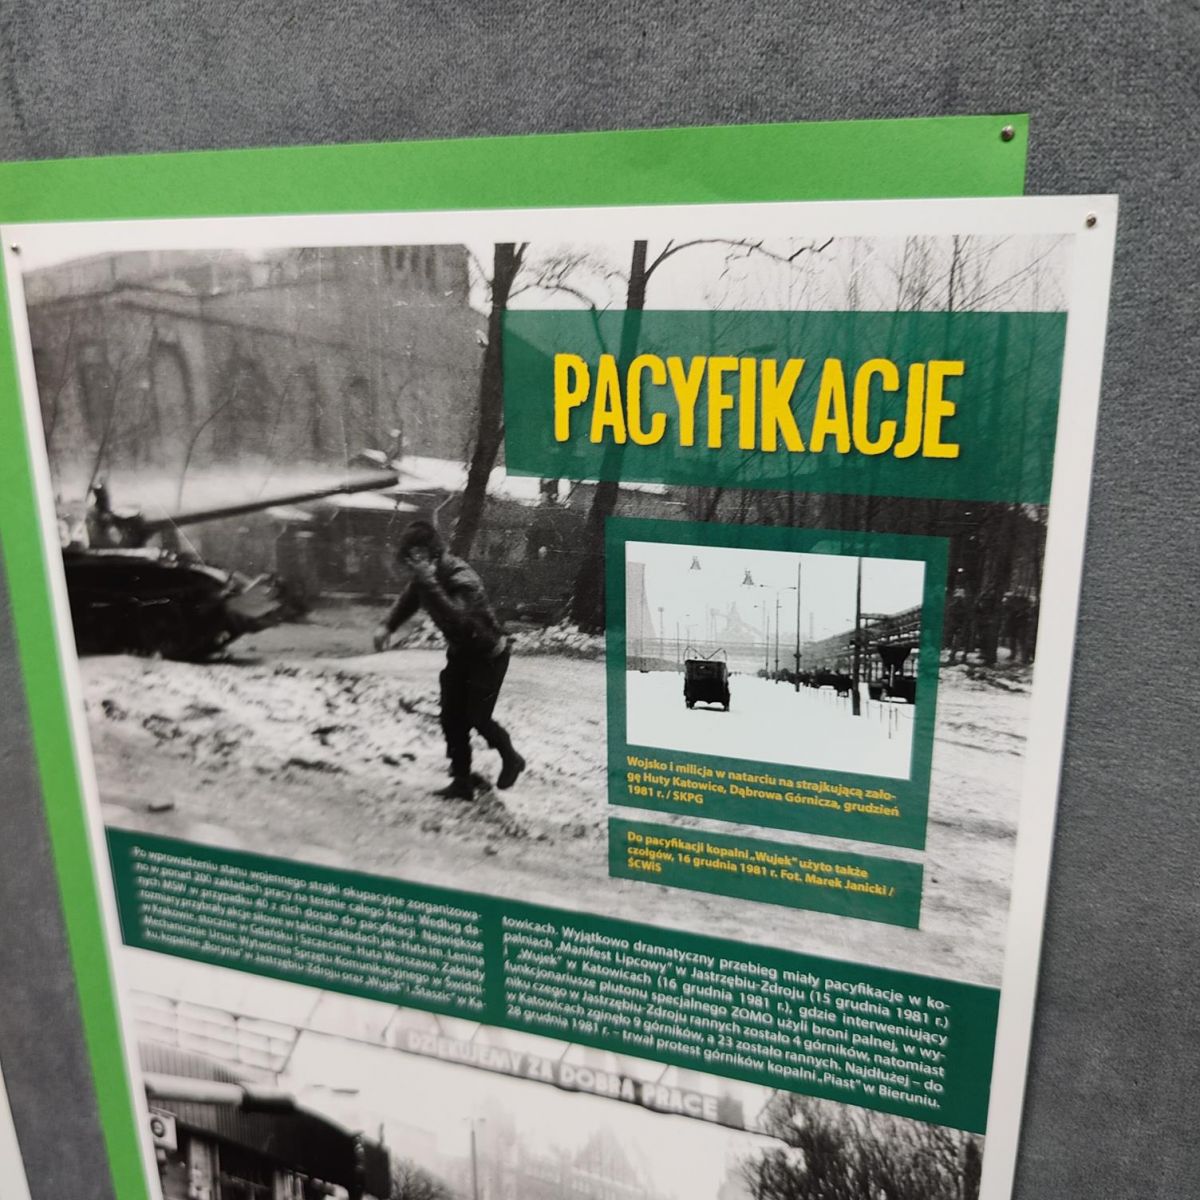 PACYFIKACJE
Wojsko i milicja w natarciu na strajkującą zało-
gę Huty Katowice, Dąbrowa Górnicza, grudzień
1981 r. / SKPG
Do pacyfikacji kopalni „Wujek” użyto także
czołgów, 16 grudnia 1981 r. Fot. Marek Janicki /
ŚCWiS
Po wprowadzeniu stanu wojennego strajki okupacyjne zorganizowa-
no w ponad 200 zakładach pracy na terenie całego kraju. Według da-
nych MSW w przypadku 40 z nich doszło do pacyfikacji. Największe
rozmiary przybrały akcje siłowe w takich zakładach jak: Huta im. Lenina
w Krakowie, stocznie w Gdańsku i Szczecinie, Huta Warszawa, Zakłady
Mechaniczne Ursus, Wytwórnia Sprzętu Komunikacyjnego w Świdni-
ku, kopalnie „Borynia” w Jastrzębiu-Zdroju oraz „Wujek” i „Staszic” w Ka-
towicach. Wyjątkowo dramatyczny przebieg miały pacyfikacje w ko-
palniach „Manifest Lipcowy” w Jastrzębiu-Zdroju (15 grudnia 1981 r.)
i „Wujek” w Katowicach (16 grudnia 1981 r.), gdzie interweniujący
funkcjonariusze plutonu specjalnego ZOMO użyli broni palnej, w wy-
niku czego w Jastrzębiu-Zdroju rannych zostało 4 górników, natomiast
w Katowicach zginęło 9 górników, a 23 zostało rannych. Najdłużej – do
28 grudnia 1981 r. – trwał protest górników kopalni „Piast” w Bieruniu.
DZIĘKUJEMY ZA DOBRĄ PRACĘ